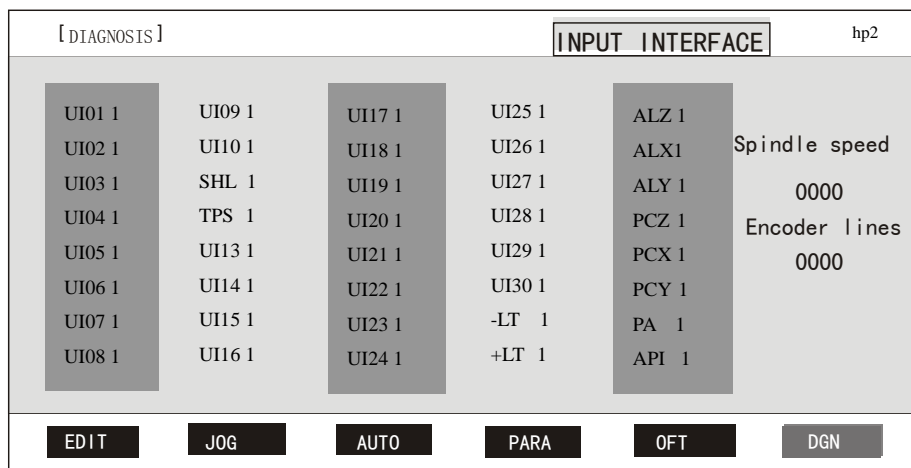 [DIAGNOSIS] INPUT INTERFACE hp2
UI01 1 UI09 1 UI17 1 UI25 1 ALZ 1
UI02 1 UI10 1 UI18 1 UI26 1 ALX1 Spindle speed
UI03 1 SHL 1 UI19 1 UI27 1 ALY 1 0000
UI04 1 TPS 1 UI20 1 UI28 1 PCZ 1 Encoder lines
UI05 1 UI13 1 UI21 1 UI29 1 PCX 1 0000
UI06 1 UI14 1 UI22 1 UI30 1 PCY 1
UI07 1 UI15 1 UI23 1 -LT 1 PA 1
UI08 1 UI16 1 UI24 1 +LT 1 API 1
EDIT JOG AUTO PARA OFT DGN